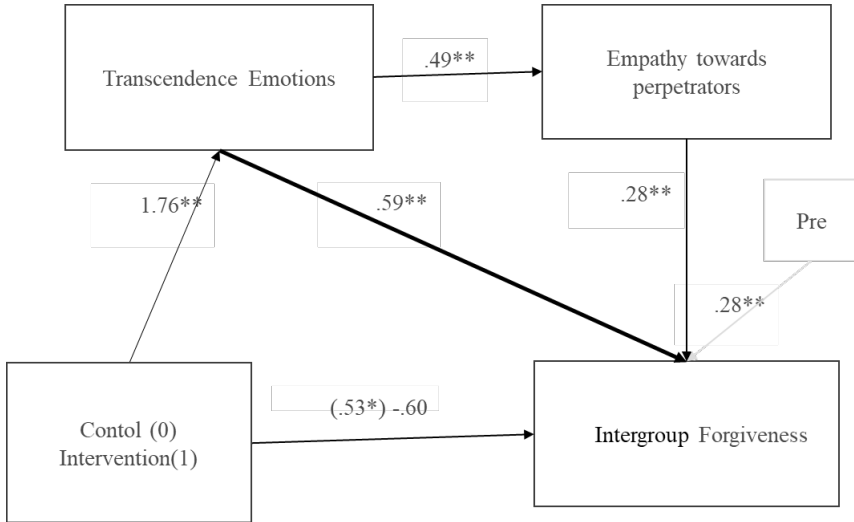 Transcendence Emotions
.49**
Empathy towards
perpetrators
1.76**
.59**
.28**
Pre
.28**
(.53*) -.60
Contol (0)
Intervention(1)
Intergroup Forgiveness